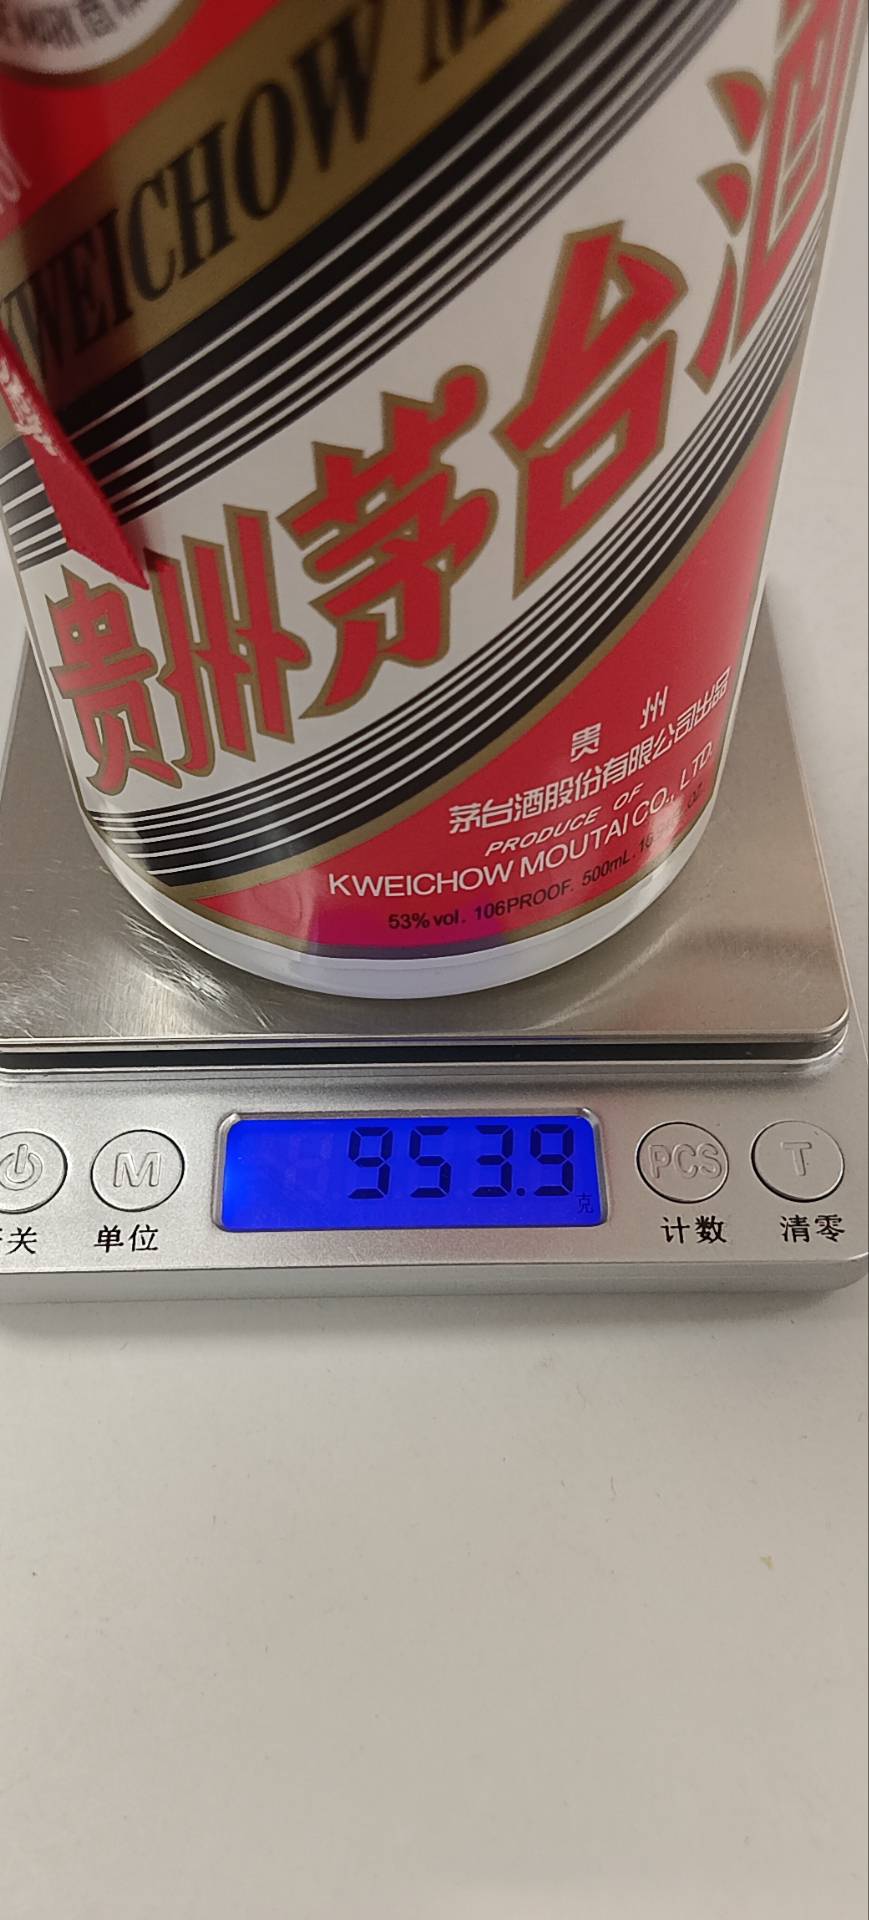 KWEICHOW M
贵州茅台酒
贵州
茅台酒股份有限公司出品
PRODUCE OF
KWEICHOW MOUTAI CO., LTD.
53%vol. 106PROOF. 500mL.
953.9
克
M
PCS
T
关
单位
计数
清零